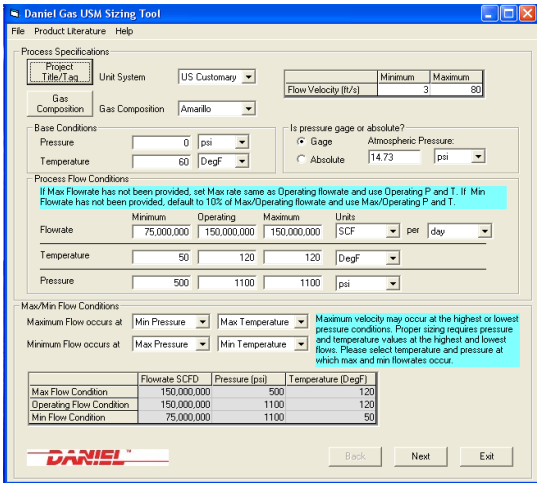 Daniel Gas USM Sizing Tool
File Product Literature Help
Process Specifications
Project Title/Tag
Unit System US Customary
Minimum Maximum
Flow Velocity (ft/s) 3 80
Gas Composition
Gas Composition Amarillo
Base Conditions
Pressure 0 psi
Temperature 60 DegF
Is pressure gage or absolute?
Gage
Absolute
Atmospheric Pressure:
14.73 psi
Process Flow Conditions
If Max Flowrate has not been provided, set Max rate same as Operating flowrate and use Operating P and T. If Min
Flowrate has not been provided, default to 10% of Max/Operating flowrate and use Max/Operating P and T.
Minimum Operating Maximum Units
Flowrate 75,000,000 150,000,000 150,000,000 SCF per day
Temperature 50 120 120 DegF
Pressure 500 1100 1100 psi
Max/Min Flow Conditions
Maximum Flow occurs at Min Pressure Max Temperature
Minimum Flow occurs at Max Pressure Min Temperature
Maximum velocity may occur at the highest or lowest
pressure conditions. Proper sizing requires pressure
and temperature values at the highest and lowest
flows. Please select temperature and pressure at
which max and min flowrates occur.
Flowrate SCFD Pressure (psi) Temperature (DegF)
Max Flow Condition 150,000,000 500 120
Operating Flow Condition 150,000,000 1100 120
Min Flow Condition 75,000,000 1100 50
DANIEL™
Back Next Exit